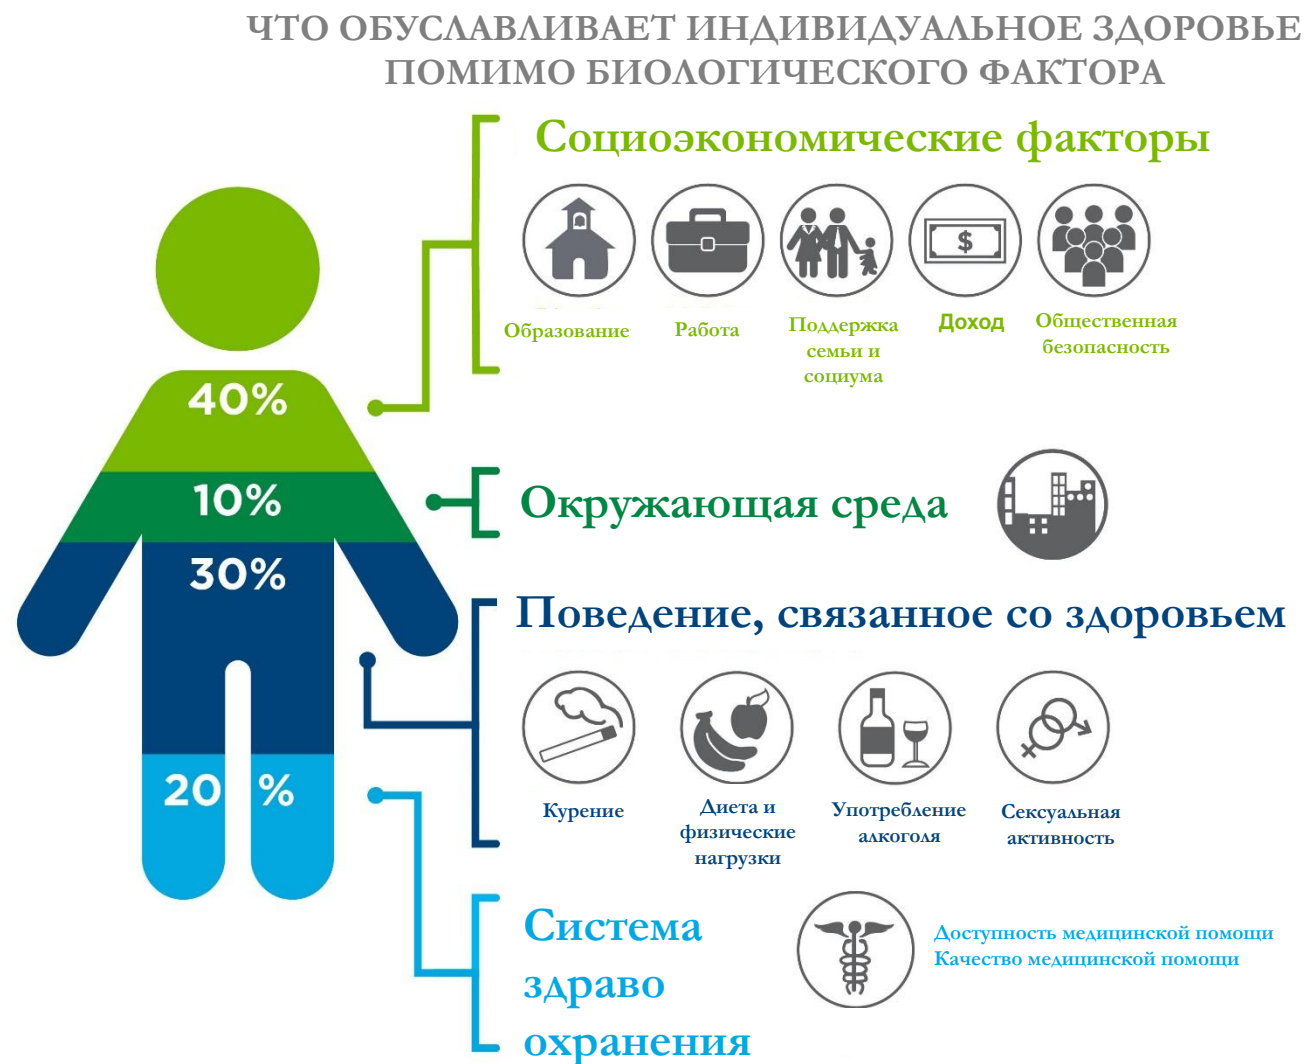 ЧТО ОБУСЛАВЛИВАЕТ ИНДИВИДУАЛЬНОЕ ЗДОРОВЬЕ
ПОМИМО БИОЛОГИЧЕСКОГО ФАКТОРА
Социоэкономические факторы
$
Образование
Работа
Поддержка
семьи и
социума
Доход
Общественная
безопасность
40%
10%
Окружающая среда
30%
Поведение, связанное со здоровьем
Курение
Диета и
физические
нагрузки
Употребление
алкоголя
Сексуальная
активность
20 %
Система
здраво
охранения
Доступность медицинской помощи
Качество медицинской помощи